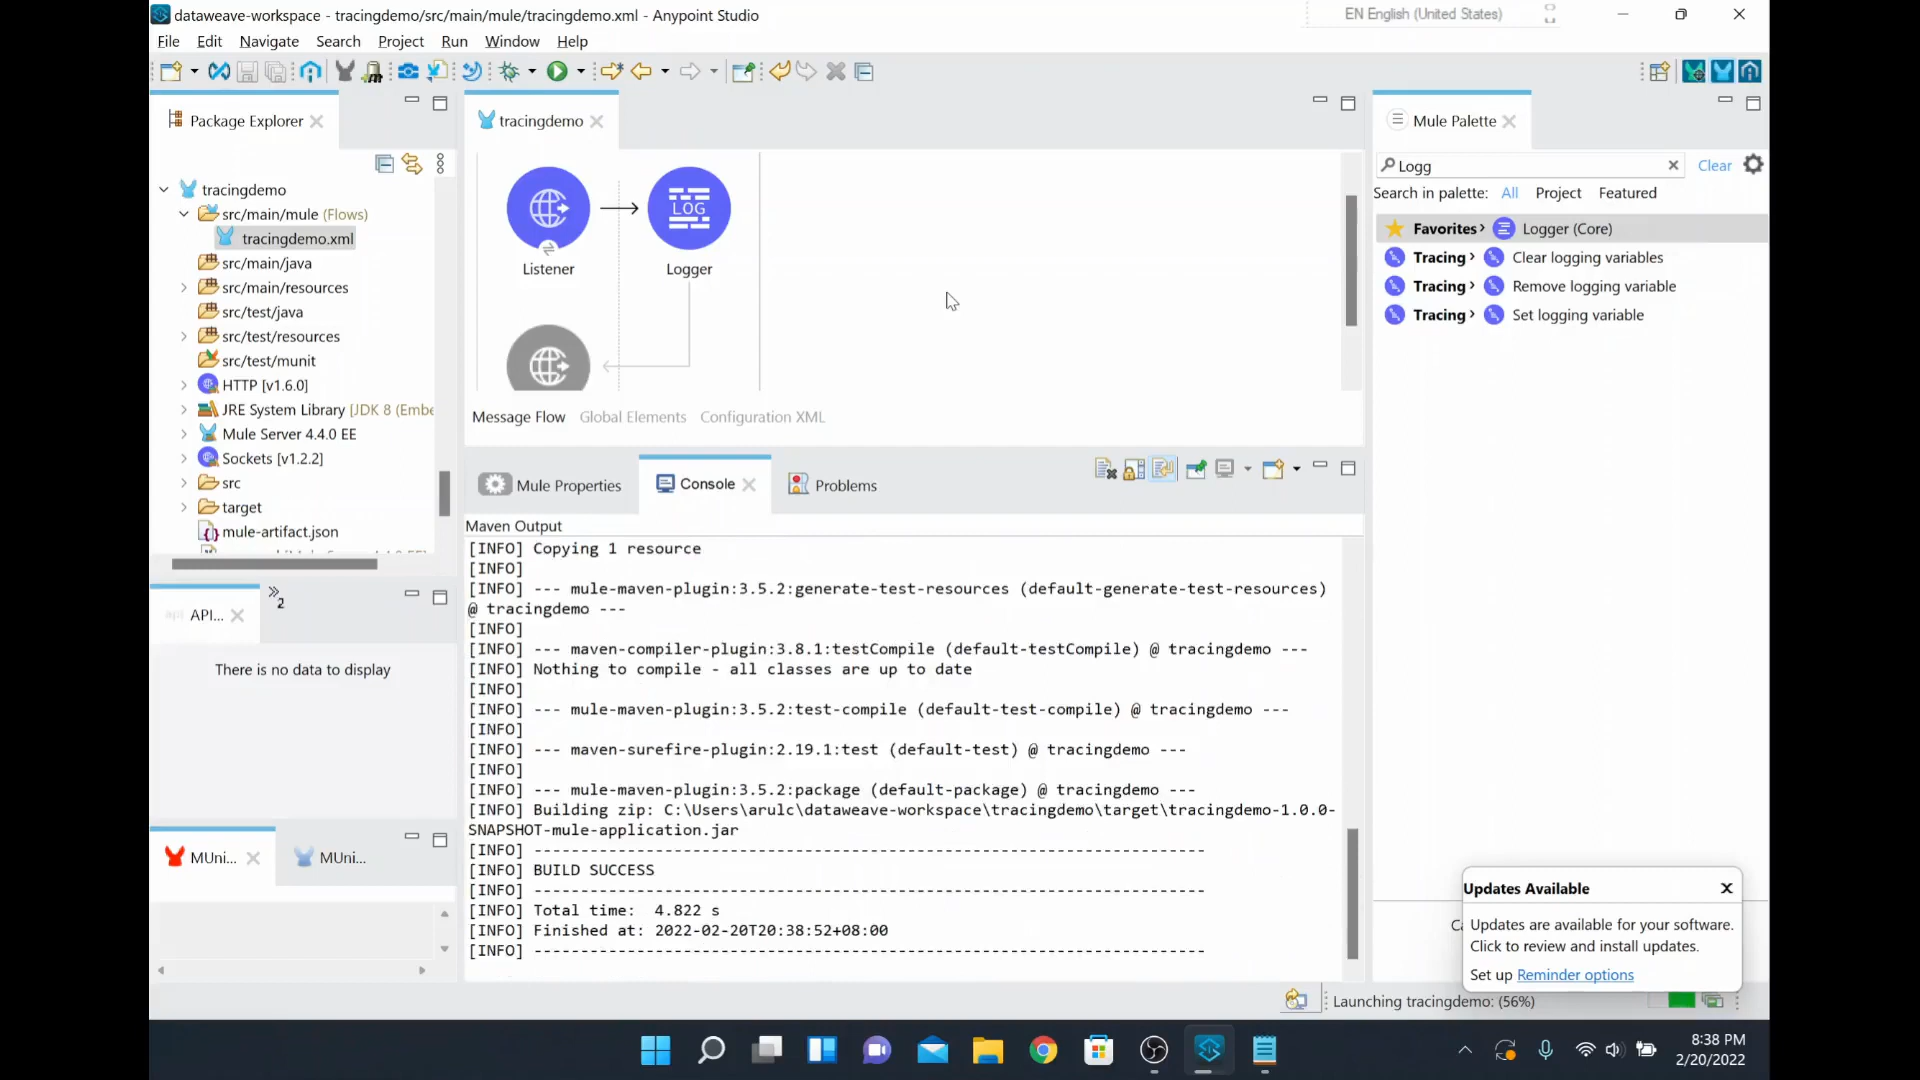 dataweave-workspace - tracingdemo/src/main/mule/tracingdemo.xml - Anypoint Studio
EN English (United States)
File Edit Navigate Search Project Run Window Help
Package Explorer
tracingdemo
src/main/mule (Flows)
tracingdemo.xml
src/main/java
src/main/resources
src/test/java
src/test/resources
src/test/munit
HTTP [v1.6.0]
JRE System Library [JDK 8 (Embe
Mule Server 4.4.0 EE
Sockets [v1.2.2]
src
target
mule-artifact.json
api API...
2
There is no data to display
MUni...
MUni...
tracingdemo
LOG
Listener
Logger
Message Flow Global Elements Configuration XML
Mule Properties
Console
Problems
Maven Output
[INFO] Copying 1 resource
[INFO]
[INFO] --- mule-maven-plugin:3.5.2:generate-test-resources (default-generate-test-resources)
@ tracingdemo ---
[INFO]
[INFO] --- maven-compiler-plugin:3.8.1:testCompile (default-testCompile) @ tracingdemo ---
[INFO] Nothing to compile - all classes are up to date
[INFO]
[INFO] --- mule-maven-plugin:3.5.2:test-compile (default-test-compile) @ tracingdemo ---
[INFO]
[INFO] --- maven-surefire-plugin:2.19.1:test (default-test) @ tracingdemo ---
[INFO]
[INFO] --- mule-maven-plugin:3.5.2:package (default-package) @ tracingdemo ---
[INFO] Building zip: C:\Users\arulc\dataweave-workspace\tracingdemo\target\tracingdemo-1.0.0-
SNAPSHOT-mule-application.jar
[INFO] ------------------------------------------------------------------------
[INFO] BUILD SUCCESS
[INFO] ------------------------------------------------------------------------
[INFO] Total time:  4.822 s
[INFO] Finished at: 2022-02-20T20:38:52+08:00
[INFO] ------------------------------------------------------------------------
Mule Palette
Logg
Clear
Search in palette: All Project Featured
Favorites> Logger (Core)
Tracing> Clear logging variables
Tracing> Remove logging variable
Tracing> Set logging variable
Updates Available X
Updates are available for your software.
Click to review and install updates.
Set up Reminder options
Launching tracingdemo: (56%)
8:38 PM
2/20/2022